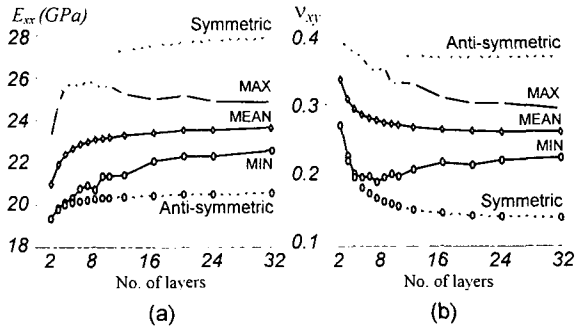 E_xx (GPa)
28
26
24
22
20
18
Symmetric
MAX
MEAN
MIN
Anti-symmetric
2 8 16 24 32
No. of layers
(a)
ν_xy
0.4
0.3
0.2
0.1
Anti-symmetric
MAX
MEAN
MIN
Symmetric
2 8 16 24 32
No. of layers
(b)